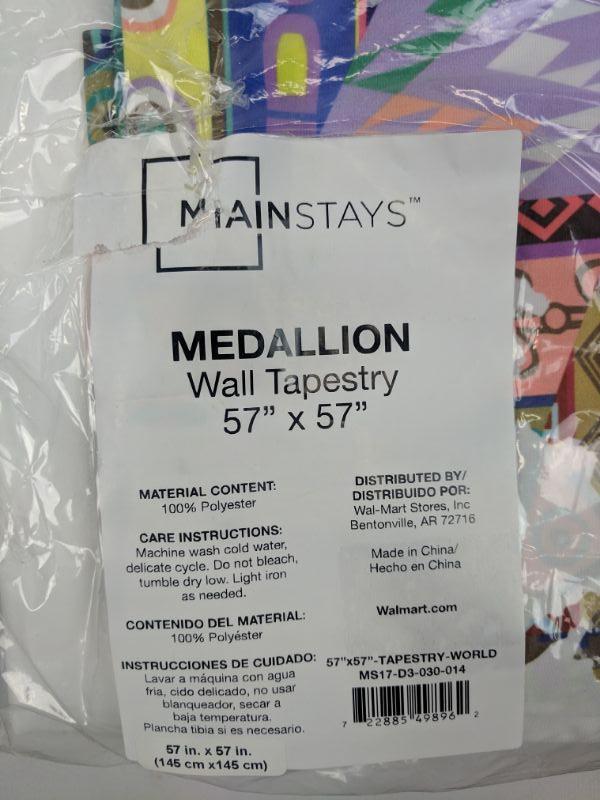 MAINSTAYS™
MEDALLION
Wall Tapestry
57” x 57”
MATERIAL CONTENT:
100% Polyester
CARE INSTRUCTIONS:
Machine wash cold water,
delicate cycle. Do not bleach,
tumble dry low. Light iron
as needed.
CONTENIDO DEL MATERIAL:
100% Polyéster
INSTRUCCIONES DE CUIDADO:
Lavar a máquina con agua
fria, cido delicado, no usar
blanqueador, secar a
baja temperatura.
Plancha tibia si es necesario.
57 in. x 57 in.
(145 cm x145 cm)
DISTRIBUTED BY/
DISTRIBUIDO POR:
Wal-Mart Stores, Inc
Bentonville, AR 72716
Made in China/
Hecho en China
Walmart.com
57"x57"-TAPESTRY-WORLD
MS17-D3-030-014
7 22885 49896 2